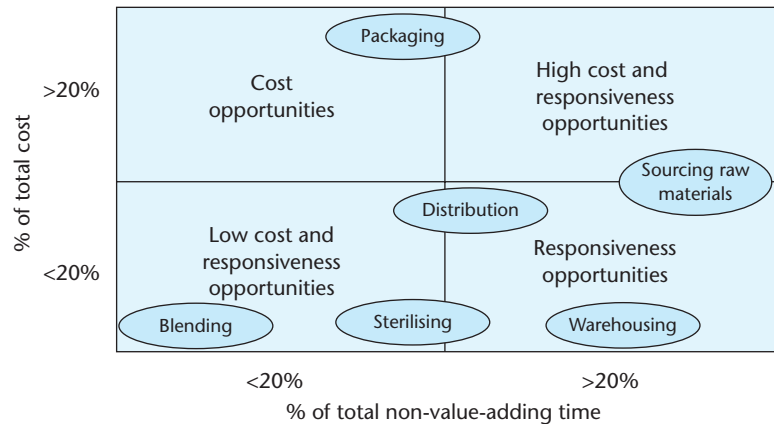 Packaging
Cost
opportunities
High cost and
responsiveness
opportunities
>20%
% of total cost
Sourcing raw
materials
Distribution
Low cost and
responsiveness
opportunities
Responsiveness
opportunities
<20%
Blending
Sterilising
Warehousing
<20%
>20%
% of total non-value-adding time